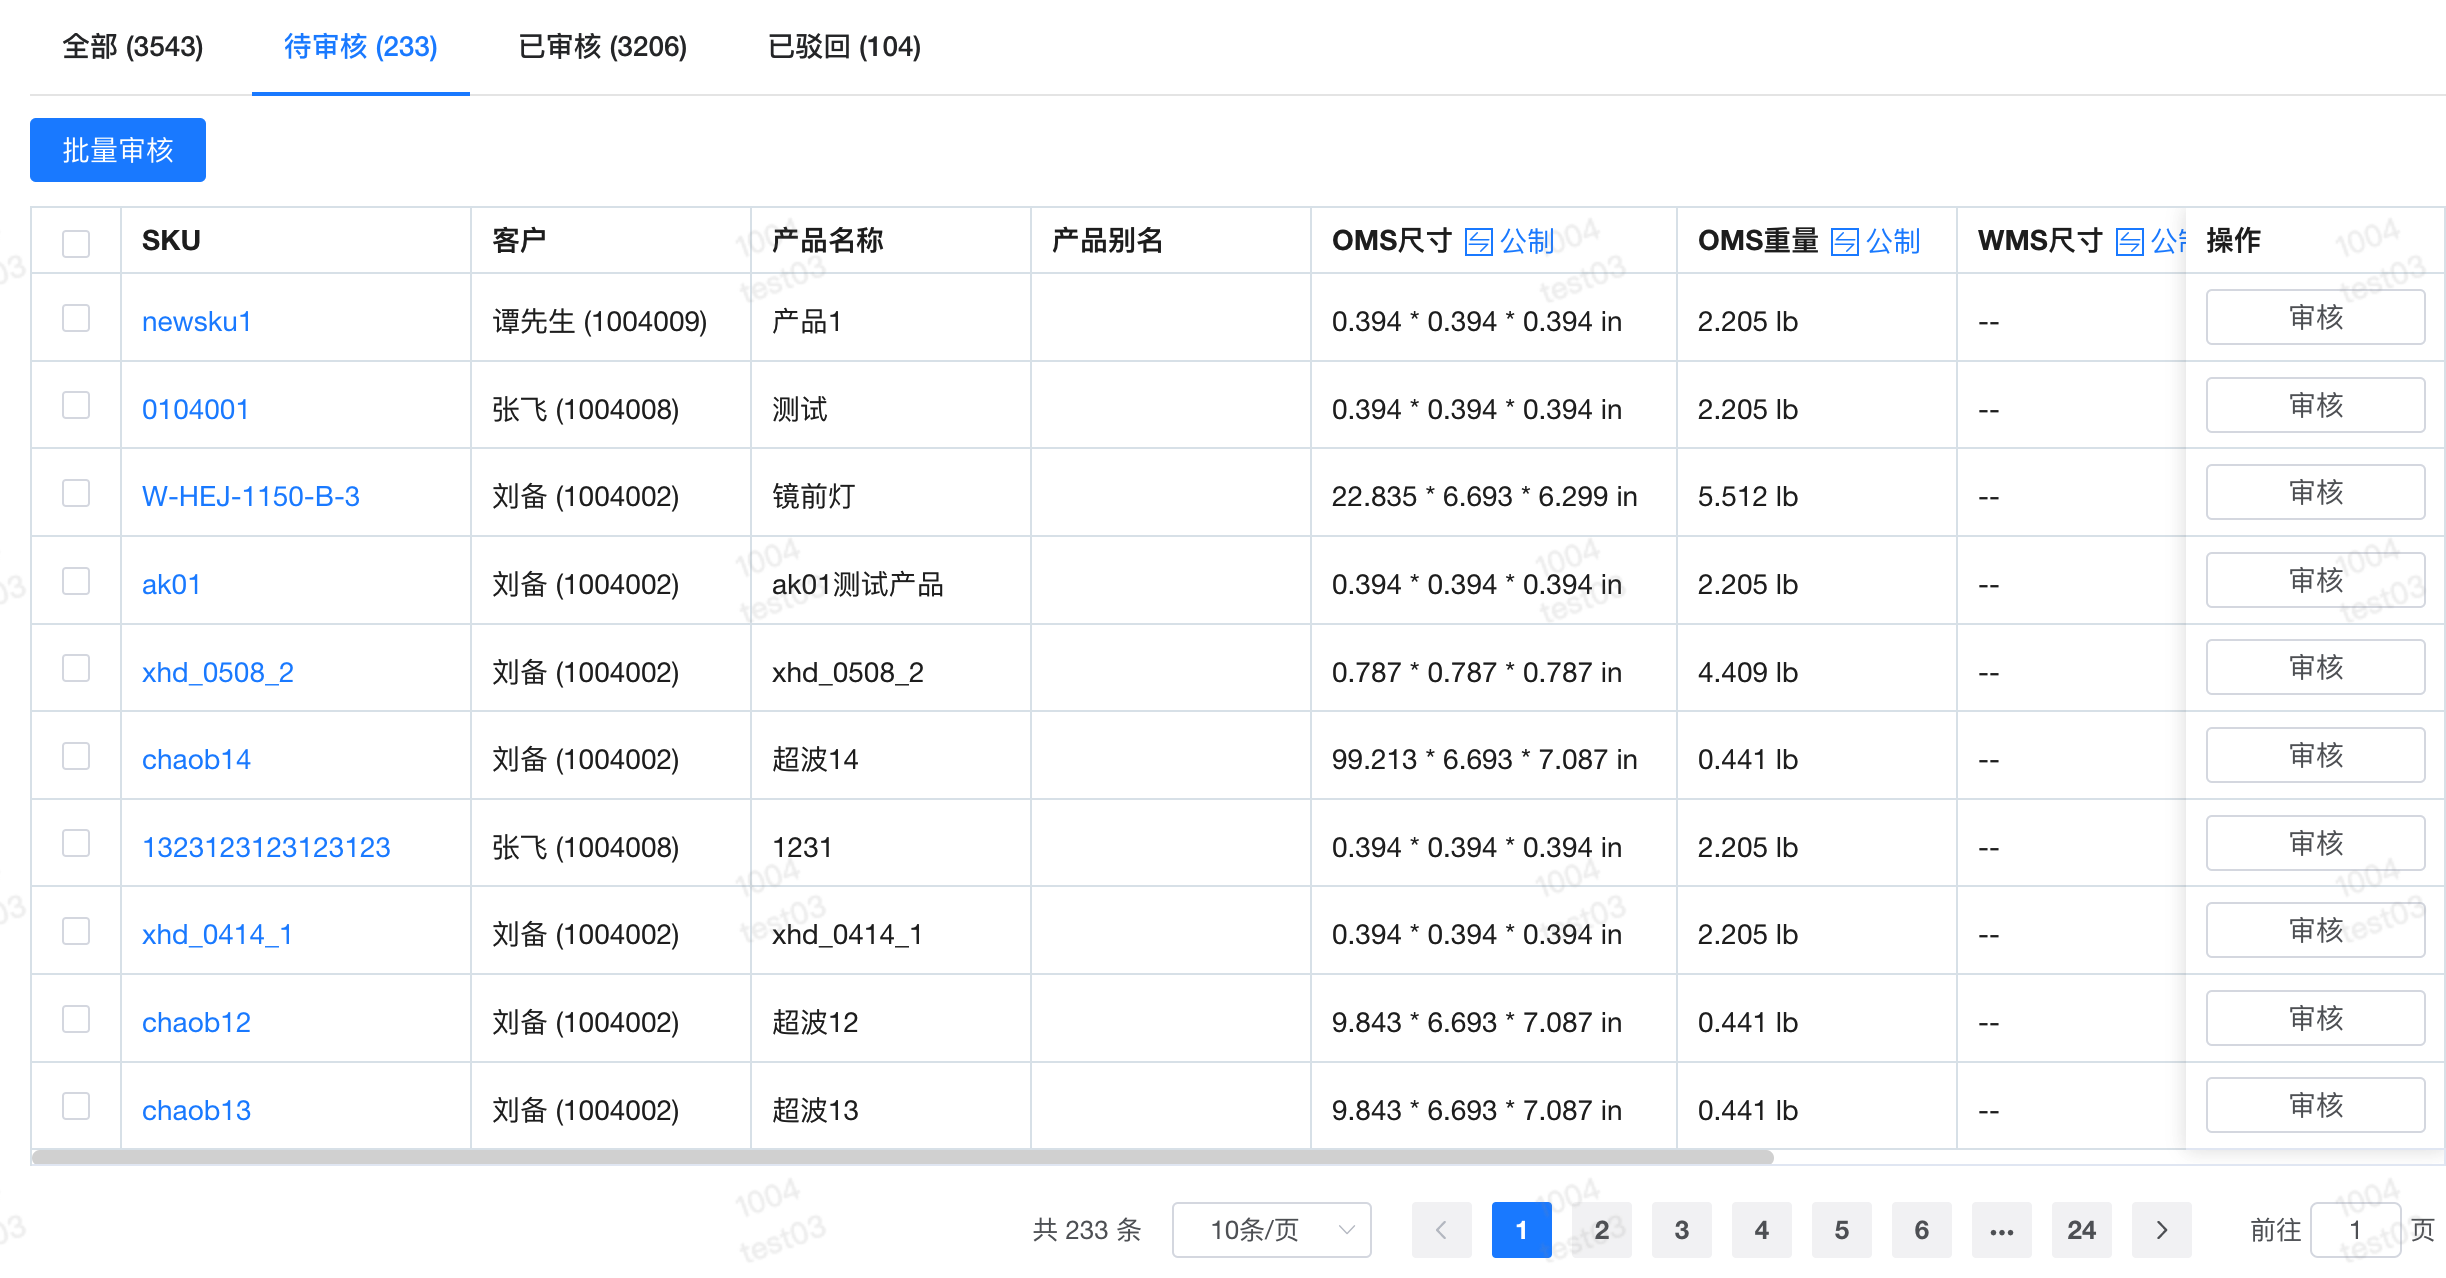 全部 (3543) 待审核 (233) 已审核 (3206) 已驳回 (104)
批量审核
SKU 客户 产品名称 产品别名 OMS尺寸 公制 OMS重量 公制 WMS尺寸 公制 操作
newsku1 谭先生 (1004009) 产品1 0.394 * 0.394 * 0.394 in 2.205 lb -- 审核
0104001 张飞 (1004008) 测试 0.394 * 0.394 * 0.394 in 2.205 lb -- 审核
W-HEJ-1150-B-3 刘备 (1004002) 镜前灯 22.835 * 6.693 * 6.299 in 5.512 lb -- 审核
ak01 刘备 (1004002) ak01测试产品 0.394 * 0.394 * 0.394 in 2.205 lb -- 审核
xhd_0508_2 刘备 (1004002) xhd_0508_2 0.787 * 0.787 * 0.787 in 4.409 lb -- 审核
chaob14 刘备 (1004002) 超波14 99.213 * 6.693 * 7.087 in 0.441 lb -- 审核
1323123123123123 张飞 (1004008) 1231 0.394 * 0.394 * 0.394 in 2.205 lb -- 审核
xhd_0414_1 刘备 (1004002) xhd_0414_1 0.394 * 0.394 * 0.394 in 2.205 lb -- 审核
chaob12 刘备 (1004002) 超波12 9.843 * 6.693 * 7.087 in 0.441 lb -- 审核
chaob13 刘备 (1004002) 超波13 9.843 * 6.693 * 7.087 in 0.441 lb -- 审核
共 233 条 10条/页 1 2 3 4 5 6 ... 24 前往 1 页
1004
test03